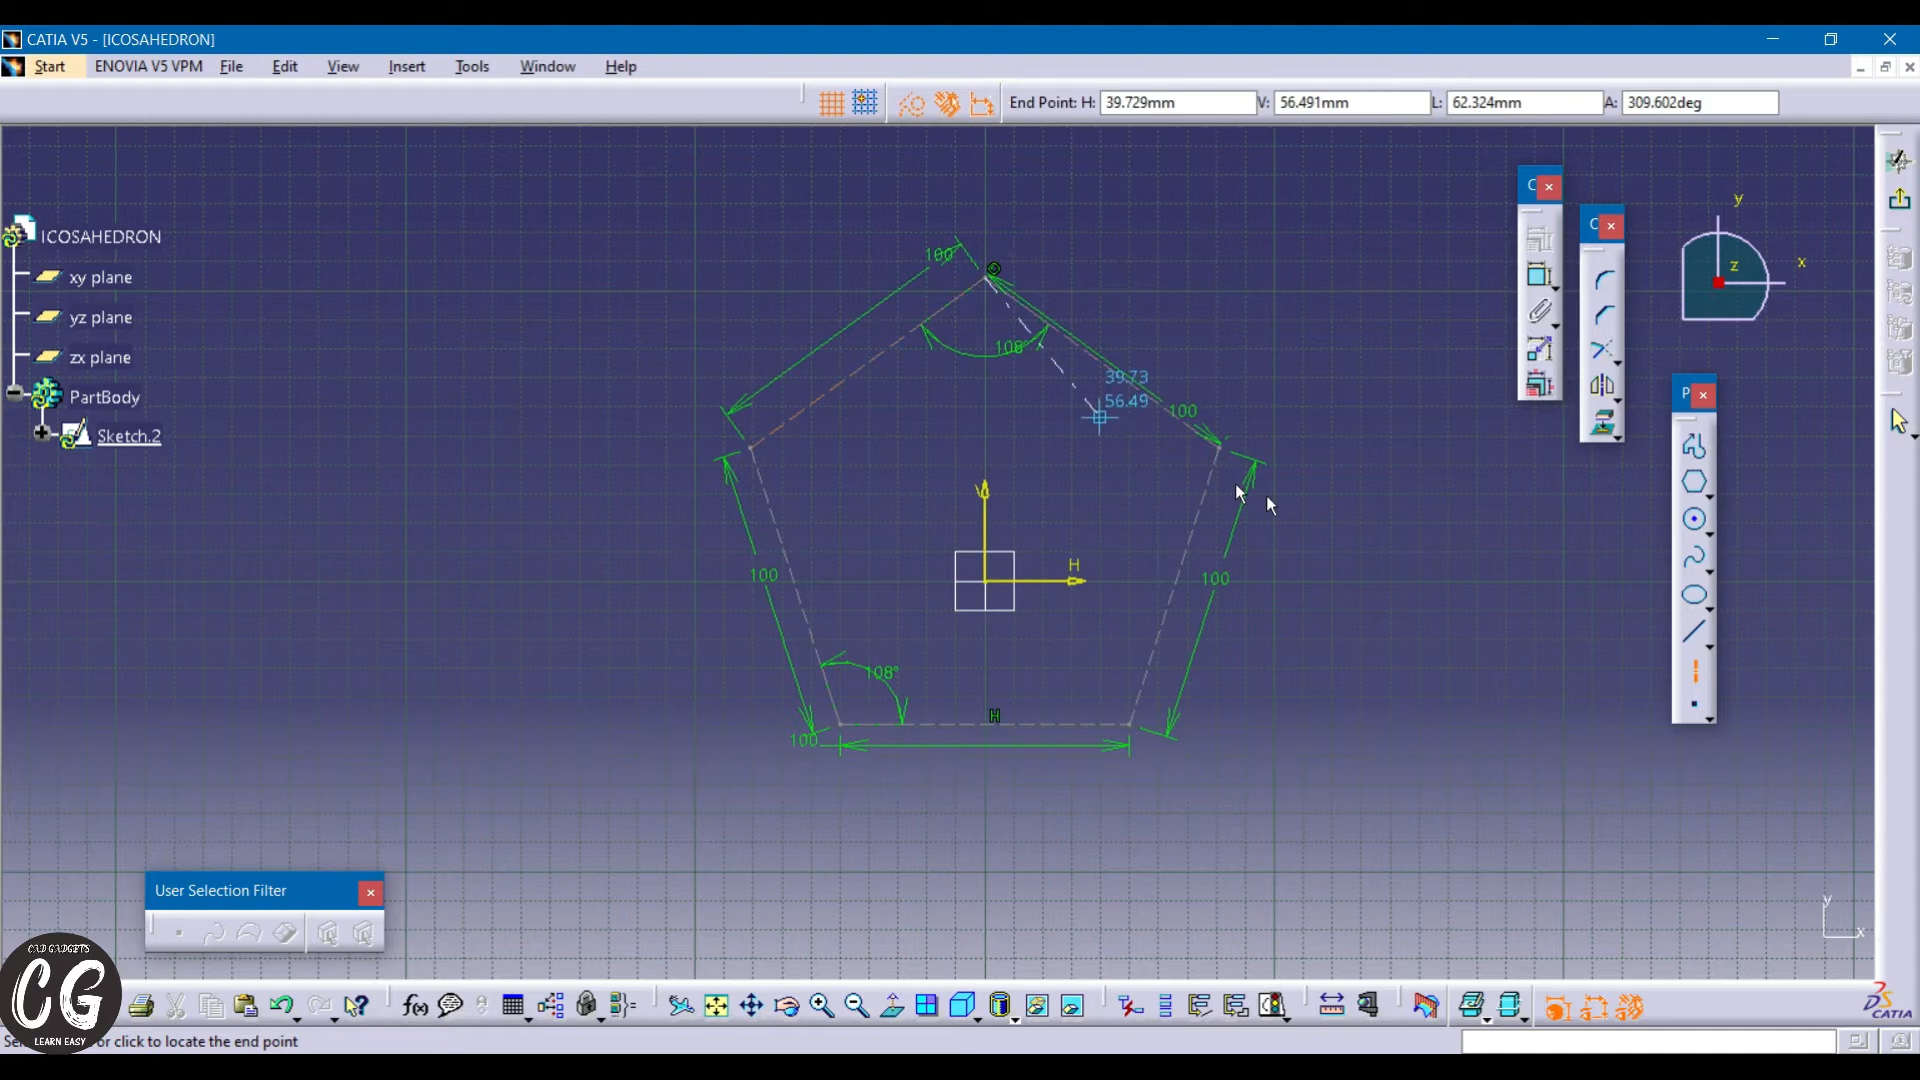 CATIA V5 - [ICOSAHEDRON]
Start ENOVIA V5 VPM File Edit View Insert Tools Window Help
End Point: H: 39.729mm V: 56.491mm L: 62.324mm A: 309.602deg
C
C
P
y
z
x
ICOSAHEDRON
xy plane
yz plane
zx plane
PartBody
Sketch.2
100
108°
39.73
56.49
100
V
H
100
100
108°
H
100
User Selection Filter
y
x
CAD GADGETS
CG
LEARN EASY
f(x)
DS
CATIA
or click to locate the end point